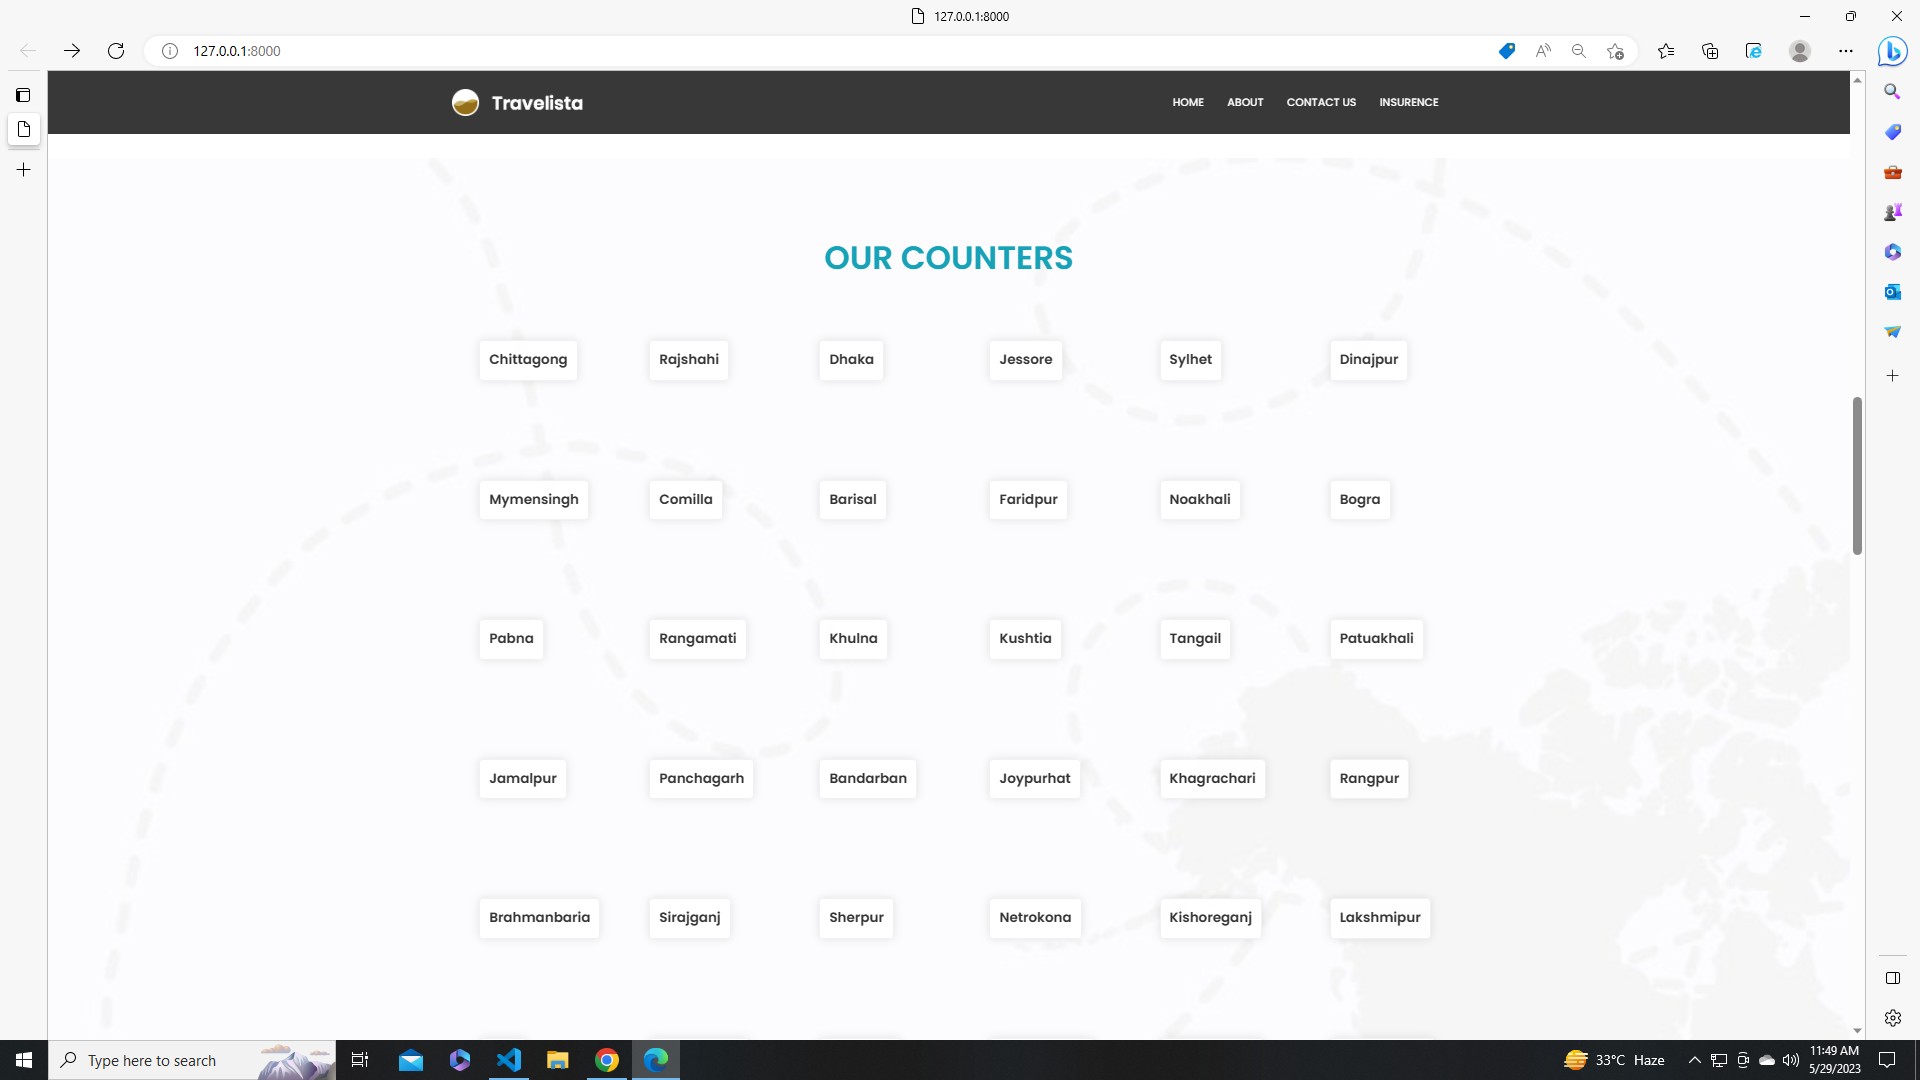 127.0.0.1:8000
127.0.0.1:8000
Travelista
HOME ABOUT CONTACT US INSURENCE
OUR COUNTERS
Chittagong Rajshahi Dhaka Jessore Sylhet Dinajpur
Mymensingh Comilla Barisal Faridpur Noakhali Bogra
Pabna Rangamati Khulna Kushtia Tangail Patuakhali
Jamalpur Panchagarh Bandarban Joypurhat Khagrachari Rangpur
Brahmanbaria Sirajganj Sherpur Netrokona Kishoreganj Lakshmipur
Type here to search
33°C Haze
11:49 AM
5/29/2023